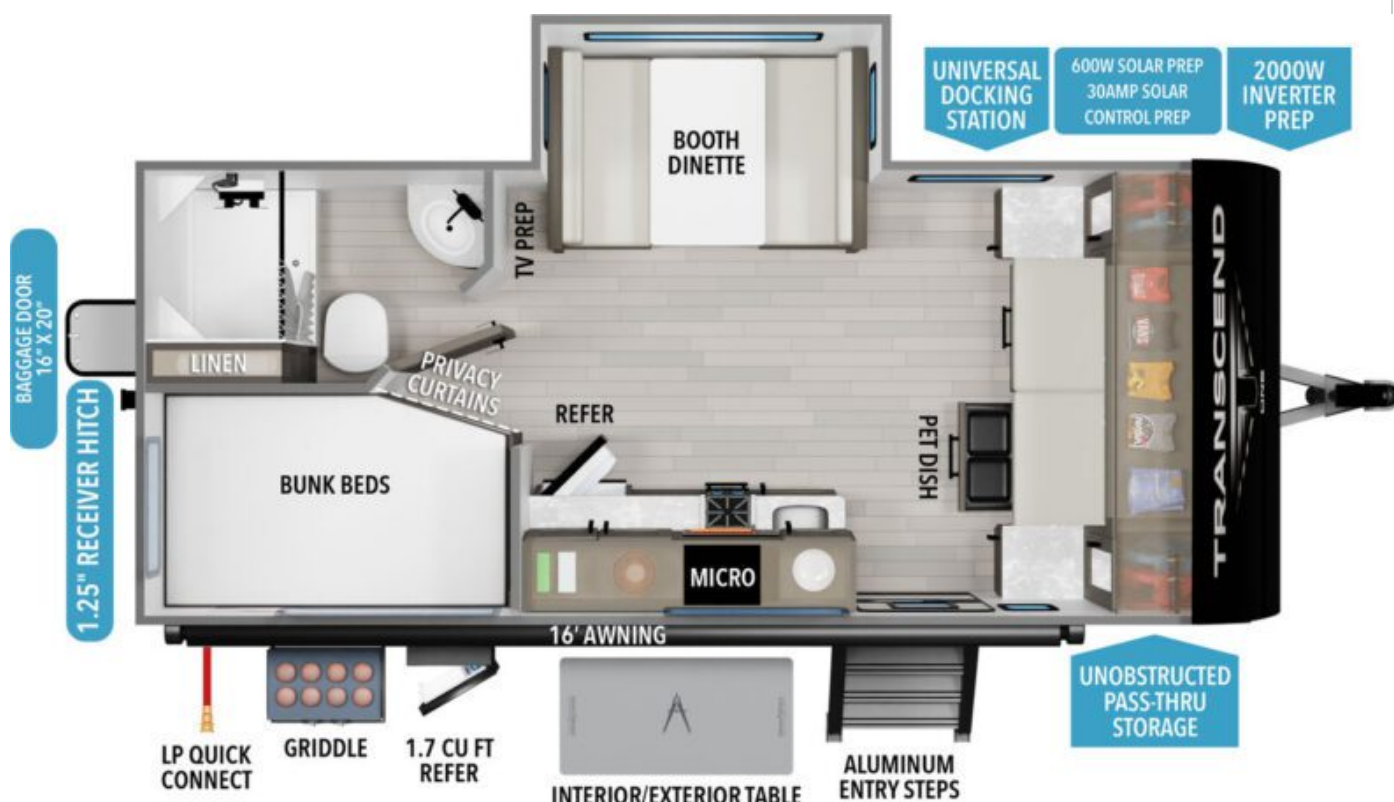 UNIVERSAL
DOCKING
STATION
600W SOLAR PREP
30AMP SOLAR
CONTROL PREP
2000W
INVERTER
PREP
BOOTH
DINETTE
TV PREP
BAGGAGE DOOR
16" X 20"
LINEN
PRIVACY
CURTAINS
1.25" RECEIVER HITCH
BUNK BEDS
REFER
PET DISH
MICRO
TRANSCEND
ONE
16' AWNING
LP QUICK
CONNECT
GRIDDLE
1.7 CU FT
REFER
INTERIOR/EXTERIOR TABLE
ALUMINUM
ENTRY STEPS
UNOBSTRUCTED
PASS-THRU
STORAGE